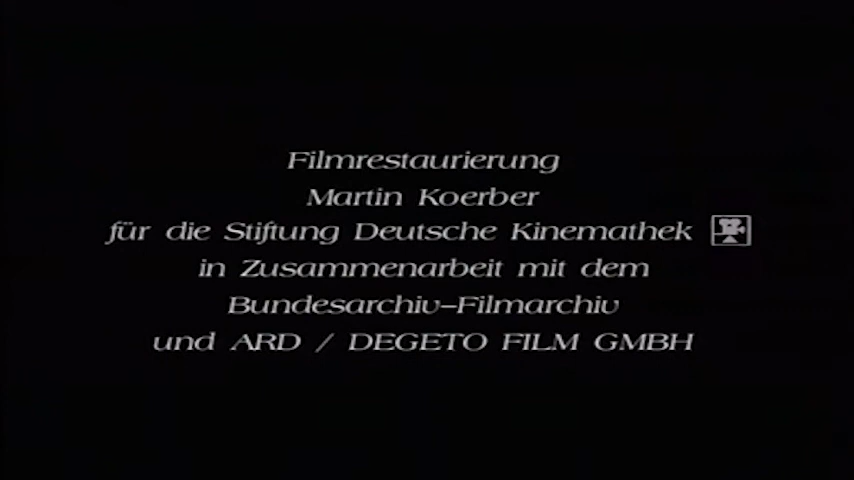 Filmrestaurierung
Martin Koerber
für die Stiftung Deutsche Kinemathek
in Zusammenarbeit mit dem
Bundesarchiv-Filmarchiv
und ARD / DEGETO FILM GMBH